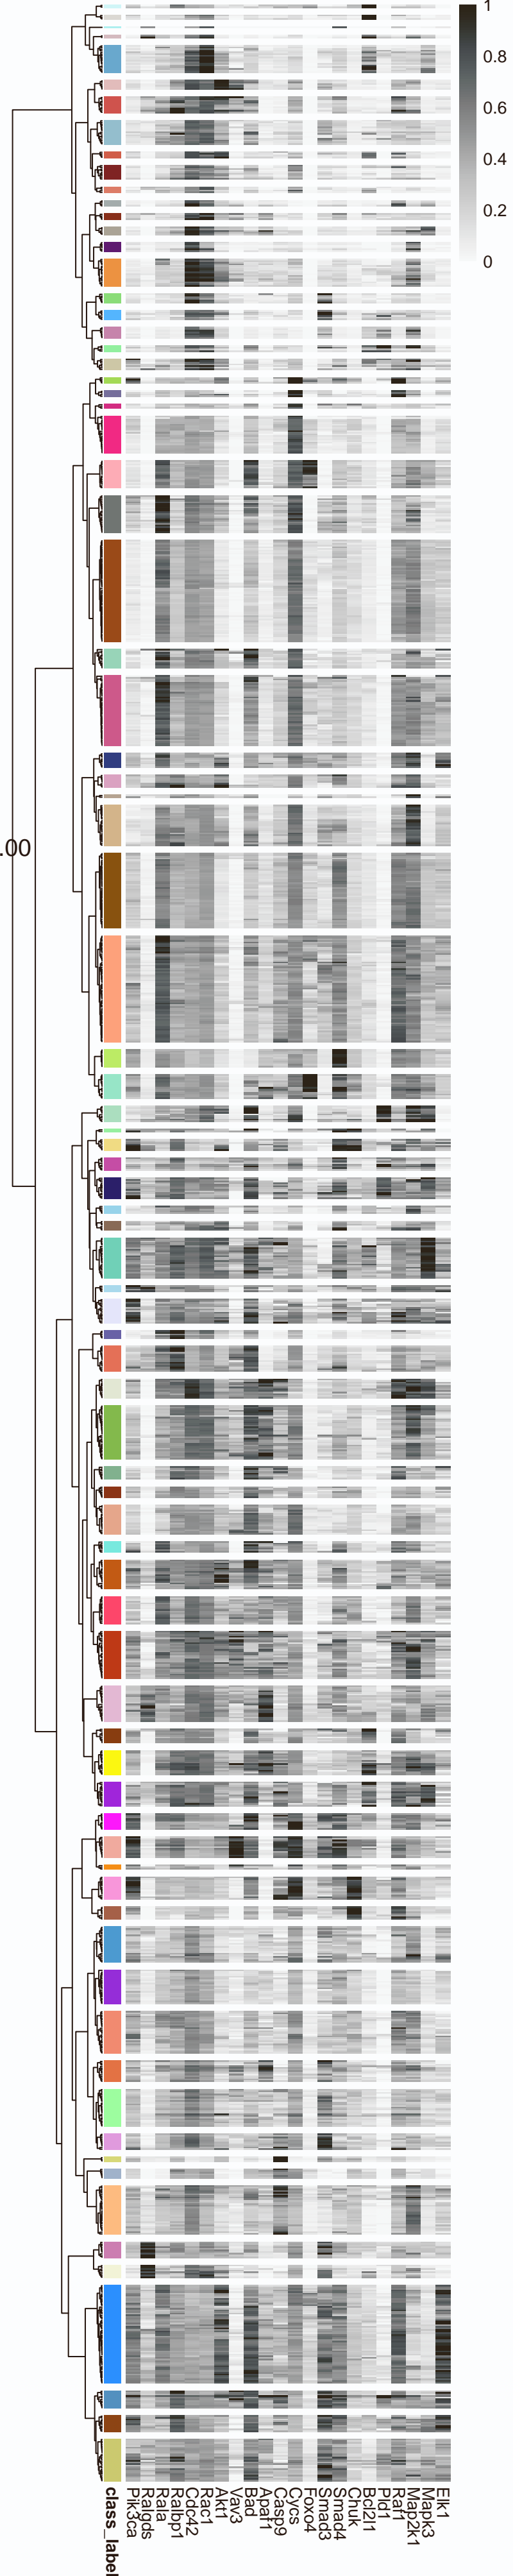 1
0.8
0.6
0.4
0.2
0
.00
class_label
Pik3ca
Ralgds
Rala
Ralbp1
Cdc42
Rac1
Akt1
Vav3
Bad
Apaf1
Casp9
Cycs
Foxo4
Smad3
Smad4
Chuk
Bcl2l1
Pld1
Raf1
Map2k1
Mapk3
Elk1